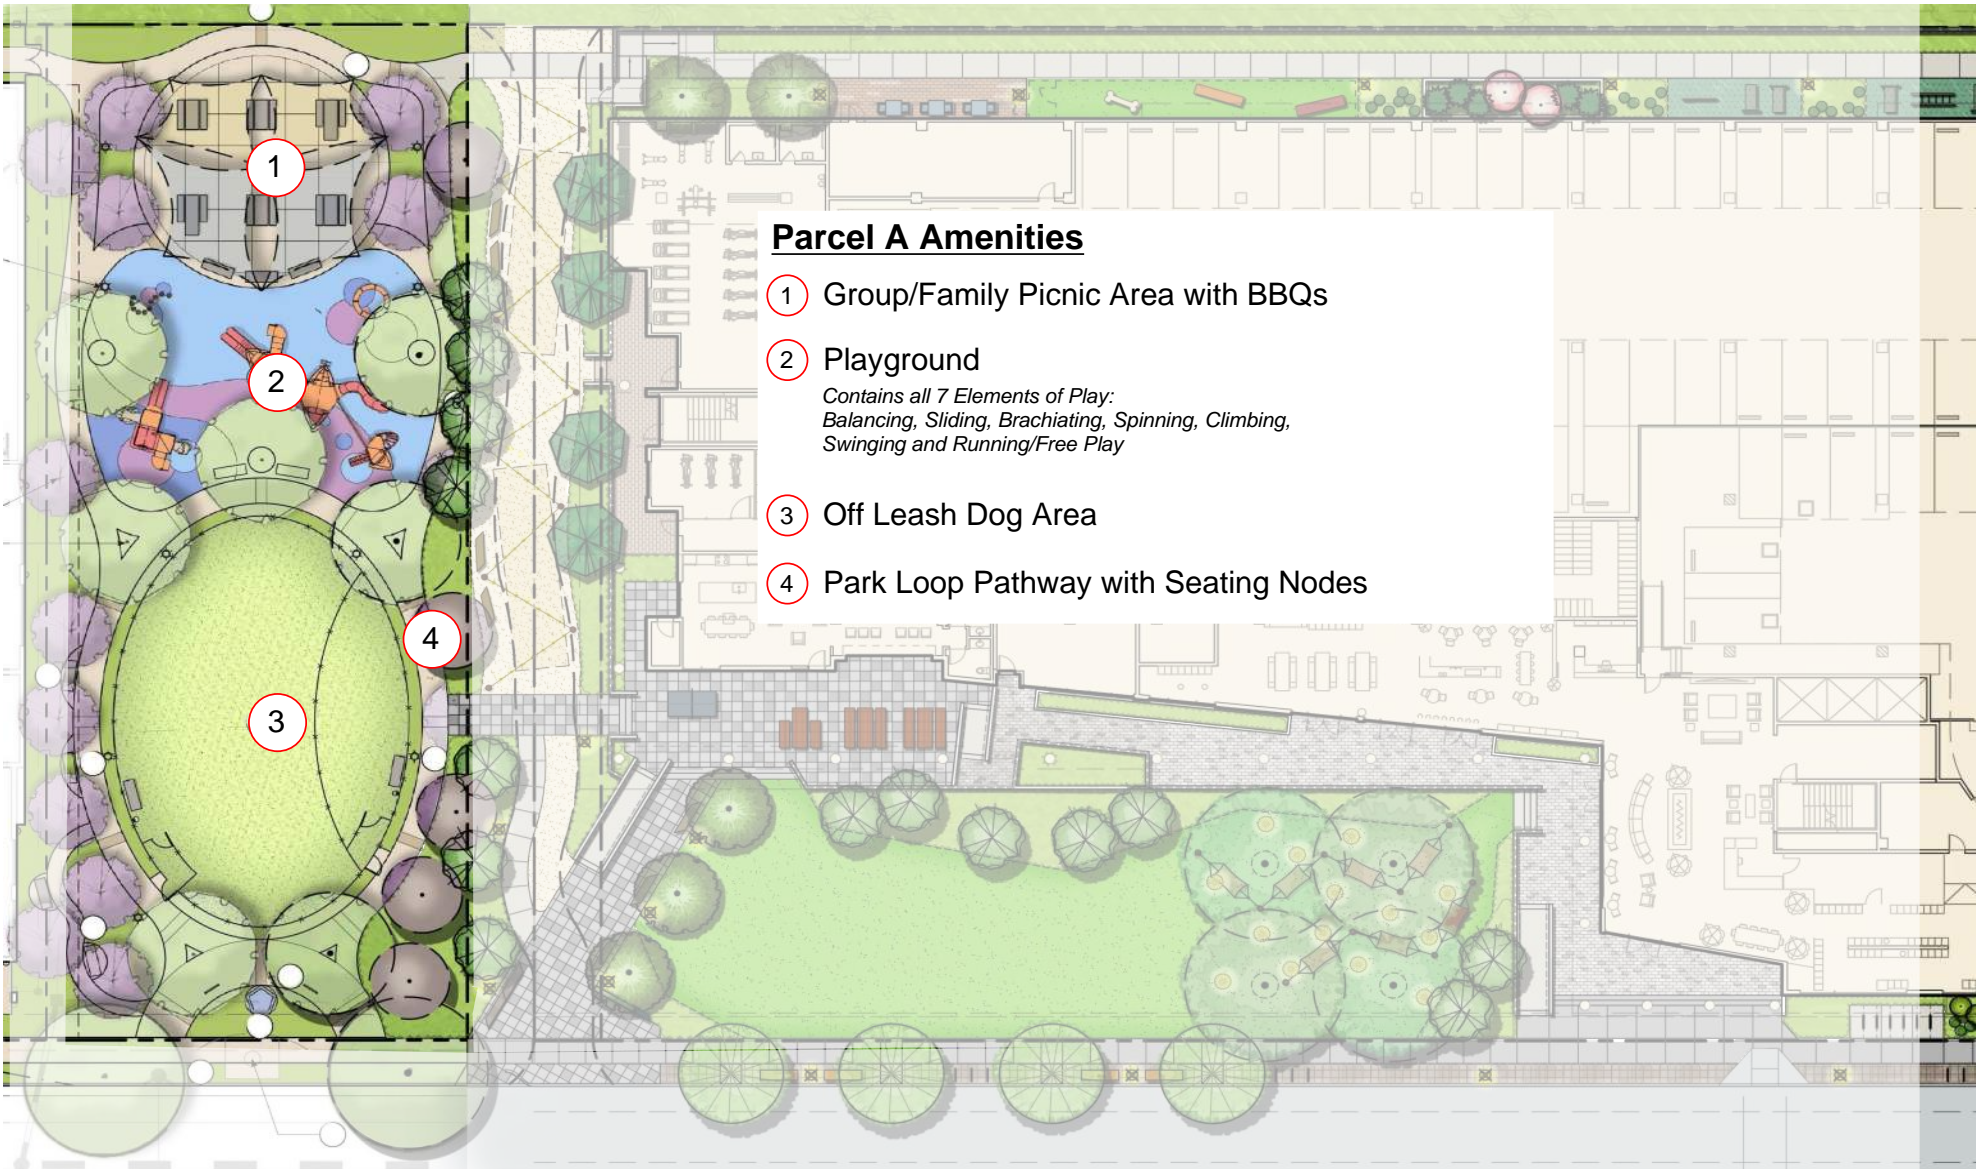 Parcel A Amenities
1 Group/Family Picnic Area with BBQs
2 Playground
Contains all 7 Elements of Play:
Balancing, Sliding, Brachiating, Spinning, Climbing,
Swinging and Running/Free Play
3 Off Leash Dog Area
4 Park Loop Pathway with Seating Nodes
1
2
4
3